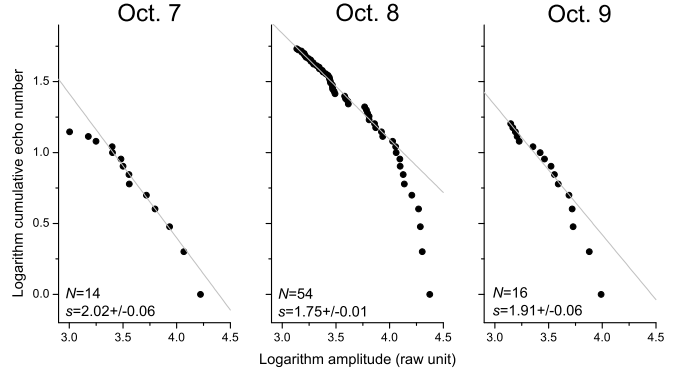 Oct. 7
Oct. 8
Oct. 9
Logarithm cumulative echo number
1.5
1.0
0.5
0.0
N=14
s=2.02+/-0.06
N=54
s=1.75+/-0.01
N=16
s=1.91+/-0.06
3.0 3.5 4.0 4.5
3.0 3.5 4.0 4.5
3.0 3.5 4.0 4.5
Logarithm amplitude (raw unit)